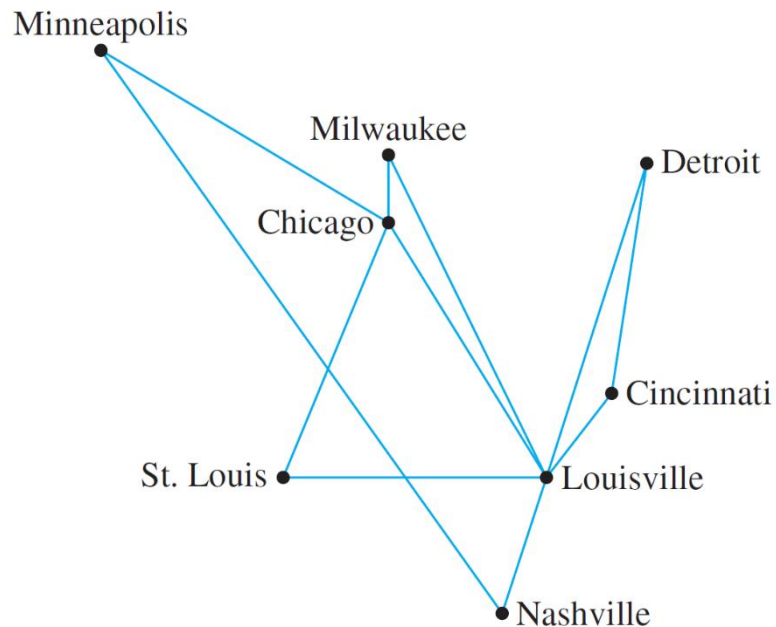 Minneapolis
Milwaukee
Detroit
Chicago
Cincinnati
St. Louis
Louisville
Nashville